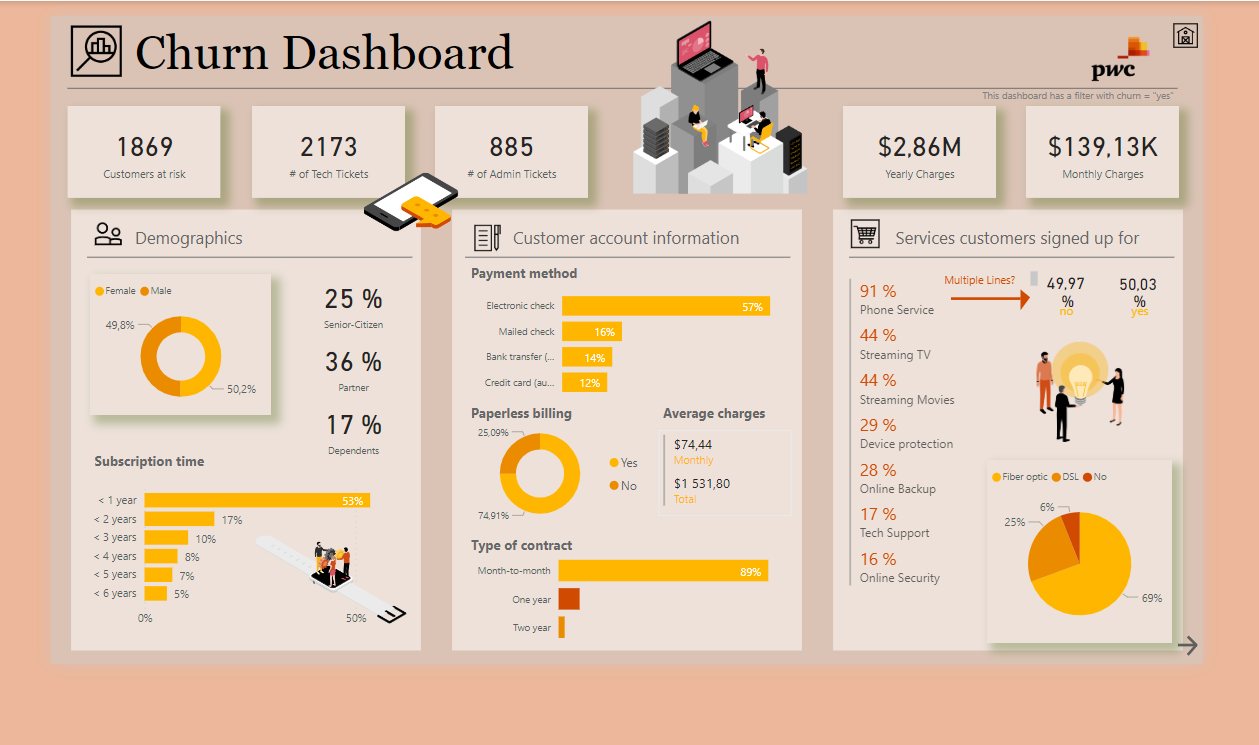 Churn Dashboard
pwc
This dashboard has a filter with churn = "yes"
1869
Customers at risk
2173
# of Tech Tickets
885
# of Admin Tickets
$2,86M
Yearly Charges
$139,13K
Monthly Charges
Demographics
Female Male
49,8%
50,2%
25 %
Senior-Citizen
36 %
Partner
17 %
Dependents
Subscription time
< 1 year 53%
< 2 years 17%
< 3 years 10%
< 4 years 8%
< 5 years 7%
< 6 years 5%
0% 50%
Customer account information
Payment method
Electronic check 57%
Mailed check 16%
Bank transfer (... 14%
Credit card (au... 12%
Paperless billing
25,09%
74,91%
Yes
No
Average charges
$74,44
Monthly
$1 531,80
Total
Type of contract
Month-to-month 89%
One year
Two year
Services customers signed up for
91 %
Phone Service
Multiple Lines?
49,97
%
no
50,03
%
yes
44 %
Streaming TV
44 %
Streaming Movies
29 %
Device protection
28 %
Online Backup
17 %
Tech Support
16 %
Online Security
Fiber optic DSL No
6%
25%
69%